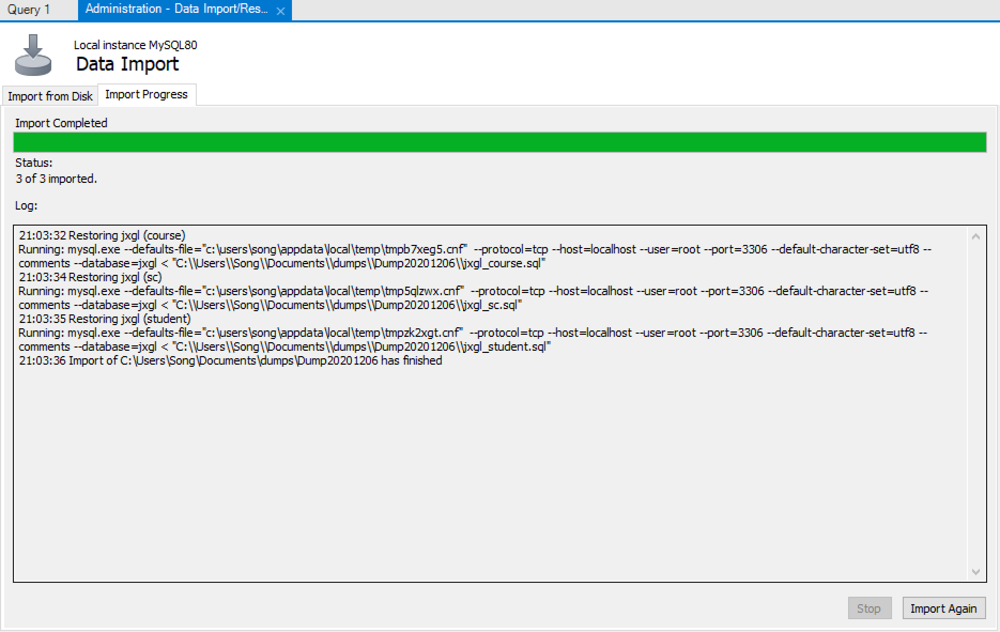 Query 1
Administration - Data Import/Res...
Local instance MySQL80
Data Import
Import from Disk
Import Progress
Import Completed
Status:
3 of 3 imported.
Log:
21:03:32 Restoring jxgl (course)
Running: mysql.exe --defaults-file="c:\users\song\appdata\local\temp\tmpb7xeg5.cnf"  --protocol=tcp --host=localhost --user=root --port=3306 --default-character-set=utf8 --
comments --database=jxgl < "C:\\Users\\Song\\Documents\\dumps\\Dump20201206\\jxgl_course.sql"
21:03:34 Restoring jxgl (sc)
Running: mysql.exe --defaults-file="c:\users\song\appdata\local\temp\tmp5qlzwx.cnf"  --protocol=tcp --host=localhost --user=root --port=3306 --default-character-set=utf8 --
comments --database=jxgl < "C:\\Users\\Song\\Documents\\dumps\\Dump20201206\\jxgl_sc.sql"
21:03:35 Restoring jxgl (student)
Running: mysql.exe --defaults-file="c:\users\song\appdata\local\temp\tmpzk2xgt.cnf"  --protocol=tcp --host=localhost --user=root --port=3306 --default-character-set=utf8 --
comments --database=jxgl < "C:\\Users\\Song\\Documents\\dumps\\Dump20201206\\jxgl_student.sql"
21:03:36 Import of C:\Users\Song\Documents\dumps\Dump20201206 has finished
Stop
Import Again